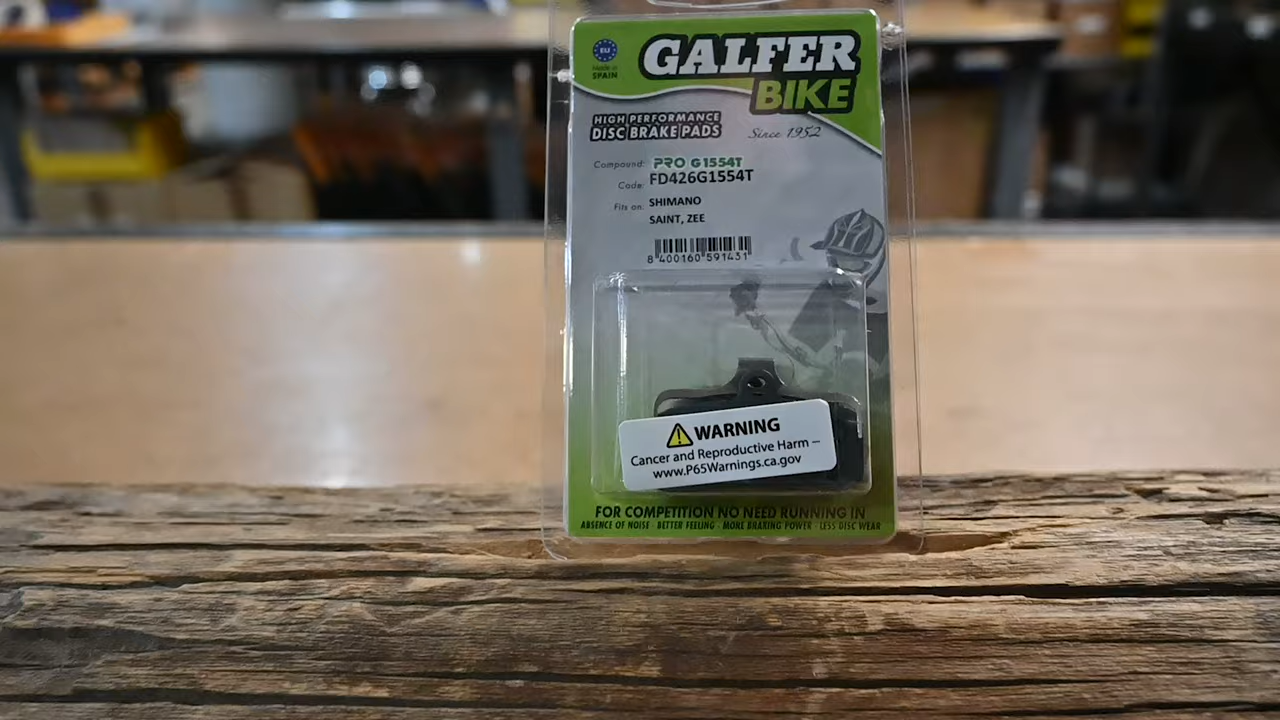 EU
Made in
SPAIN
GALFER
BIKE
HIGH PERFORMANCE
DISC BRAKE PADS
Since 1952
Compound: PRO G1554T
Code: FD426G1554T
Fits on: SHIMANO
SAINT, ZEE
8 400160 591431
WARNING
Cancer and Reproductive Harm –
www.P65Warnings.ca.gov
FOR COMPETITION NO NEED RUNNING IN
ABSENCE OF NOISE - BETTER FEELING - MORE BRAKING POWER - LESS DISC WEAR